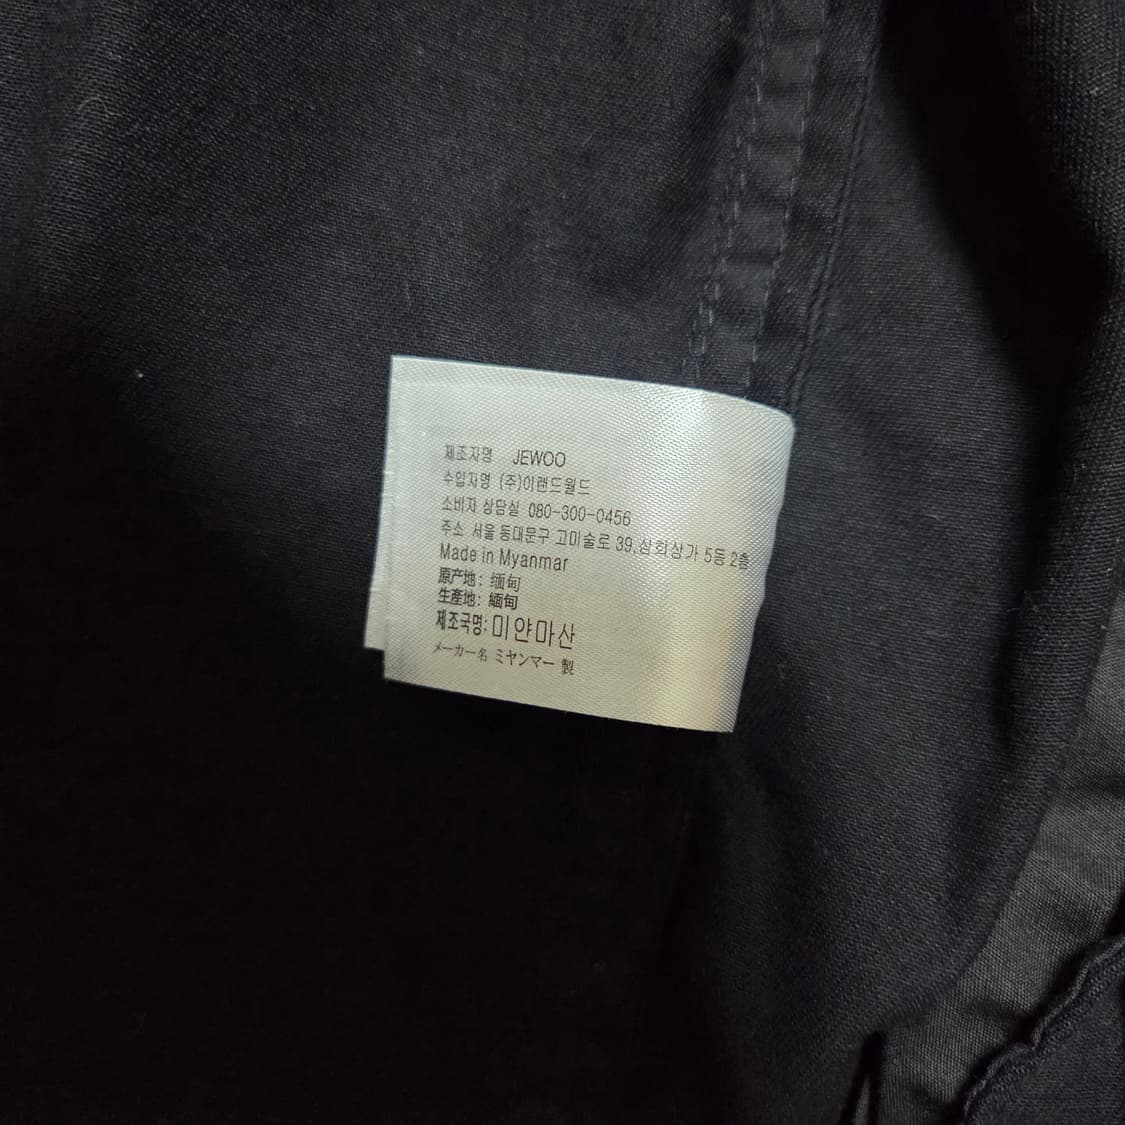 제조자명 JEWOO
수입자명 (주)이랜드월드
소비자 상담실 080-300-0456
주소 서울 동대문구 고미술로 39,삼희상가 5동 2층
Made in Myanmar
原产地: 缅甸
生產地: 緬甸
제조국명: 미얀마산
メーカー名 ミヤンマー 製